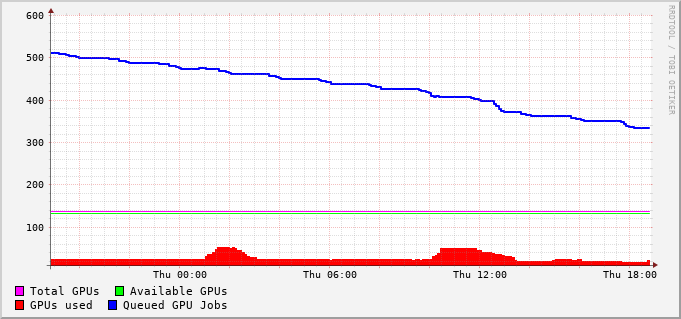 600
500
400
300
200
100
Thu 00:00 Thu 06:00 Thu 12:00 Thu 18:00
Total GPUs Available GPUs
GPUs used Queued GPU Jobs
RRDTOOL / TOBI OETIKER